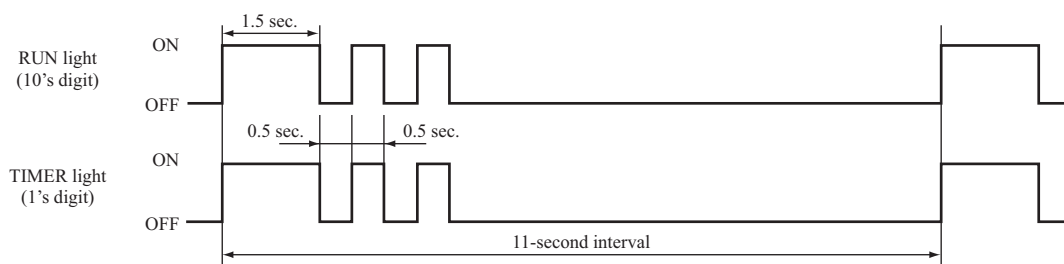 1.5 sec.
RUN light
(10’s digit)
ON
OFF
0.5 sec.
0.5 sec.
TIMER light
(1’s digit)
ON
OFF
11-second interval